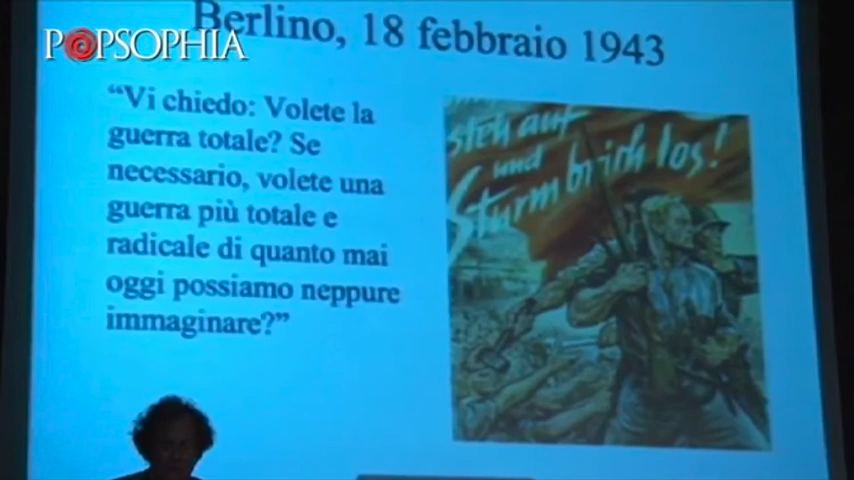 POPSOPHIA
Berlino, 18 febbraio 1943
“Vi chiedo: Volete la
guerra totale? Se
necessario, volete una
guerra più totale e
radicale di quanto mai
oggi possiamo neppure
immaginare?”
steh auf
und
Sturm brich los!